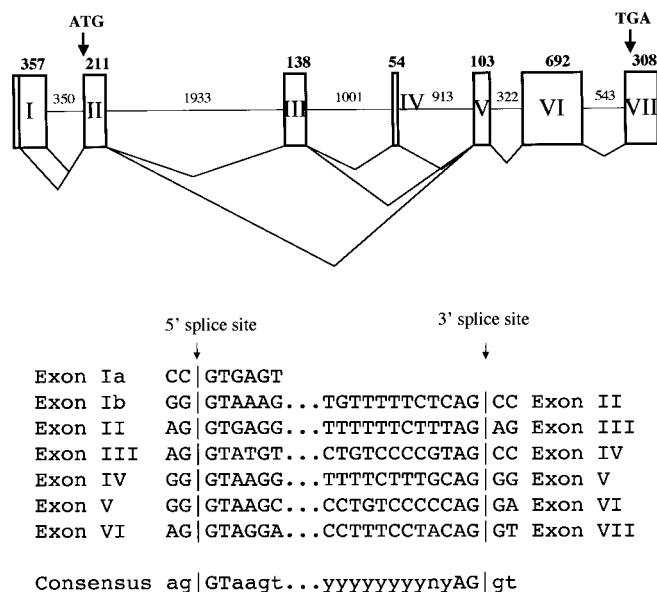 ATG TGA
357 211 138 54 103 692 308
I 350 II 1933 III 1001 IV 913 V 322 VI 543 VII
5' splice site 3' splice site
Exon Ia CC|GTGAGT
Exon Ib GG|GTAAAG...TGTTTTTCTCAG|CC Exon II
Exon II AG|GTGAGG TTTTTTCTTTAG|AG Exon III
Exon III AG|GTATGT CTGTCCCCGTAG|CC Exon IV
Exon IV GG|GTAAGG TTTTCTTTGCAG|GG Exon V
Exon V GG|GTAAGC CCTGTCCCCCAG|GA Exon VI
Exon VI AG|GTAGGA CCTTTCCTACAG|GT Exon VII
Consensus ag|GTaagt...yyyyyyyynyAG|gt